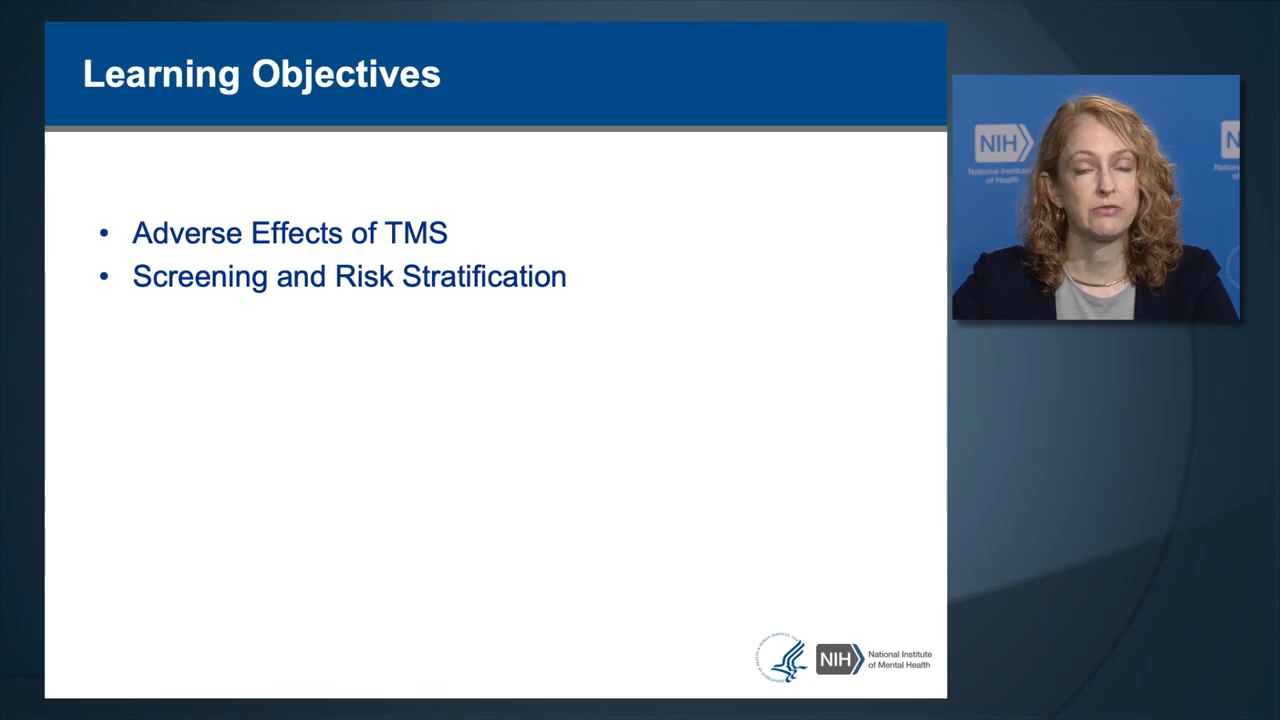 Learning Objectives
• Adverse Effects of TMS
• Screening and Risk Stratification
NIH
National Institute
of Health
NIH
National Institute
of Mental Health